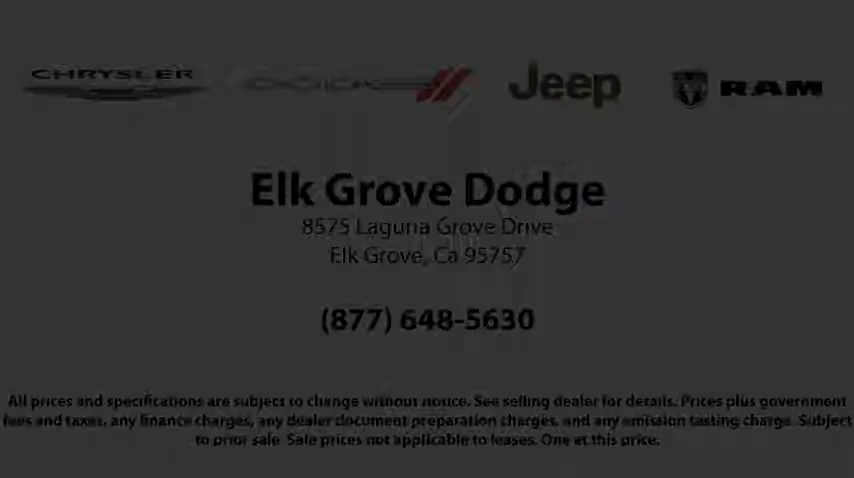 CHRYSLER DODGE Jeep RAM
Elk Grove Dodge
8575 Laguna Grove Drive
Elk Grove, Ca 95757
(877) 648-5630
All prices and specifications are subject to change without notice. See selling dealer for details. Prices plus government
fees and taxes, any finance charges, any dealer document preparation charges, and any emission testing charge. Subject
to prior sale. Sale prices not applicable to leases. One at this price.